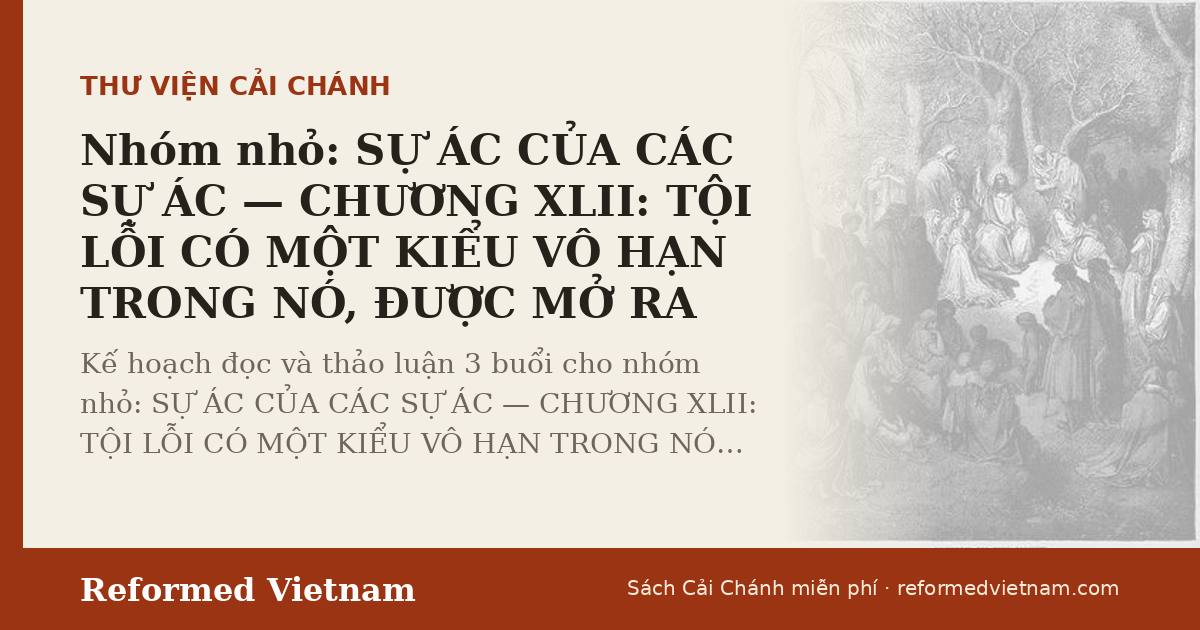 THƯ VIỆN CẢI CHÁNH
Nhóm nhỏ: SỰ ÁC CỦA CÁC
SỰ ÁC — CHƯƠNG XLII: TỘI
LỖI CÓ MỘT KIỂU VÔ HẠN
TRONG NÓ, ĐƯỢC MỞ RA
Kế hoạch đọc và thảo luận 3 buổi cho nhóm
nhỏ: SỰ ÁC CỦA CÁC SỰ ÁC — CHƯƠNG XLII:
TỘI LỖI CÓ MỘT KIỂU VÔ HẠN TRONG NÓ...
Reformed Vietnam
Sách Cải Chánh miễn phí · reformedvietnam.com